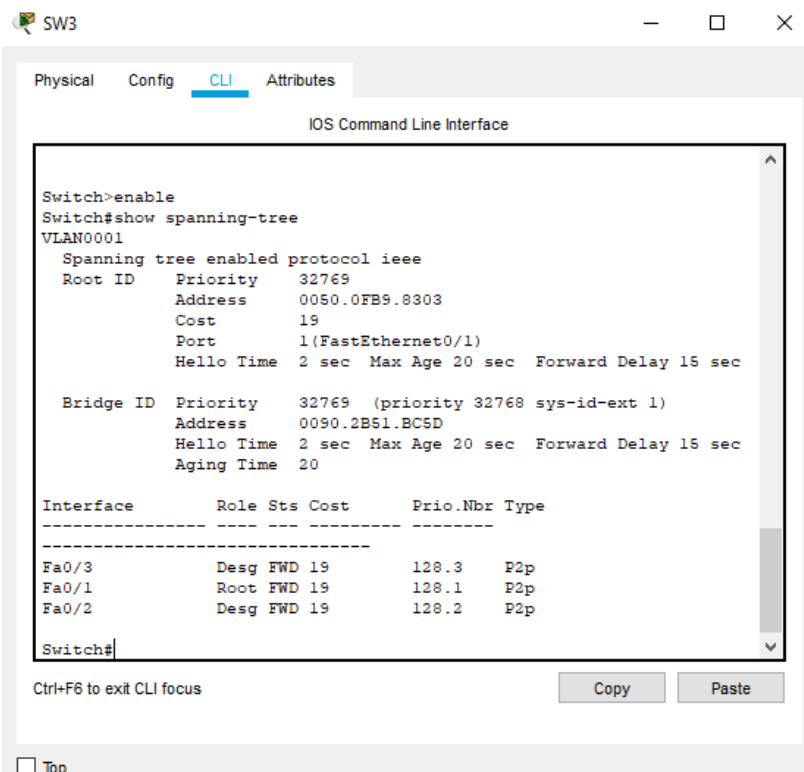 SW3
Physical Config CLI Attributes
IOS Command Line Interface
Switch>enable
Switch#show spanning-tree
VLAN0001
  Spanning tree enabled protocol ieee
  Root ID    Priority    32769
             Address     0050.0FB9.8303
             Cost        19
             Port        1(FastEthernet0/1)
             Hello Time  2 sec  Max Age 20 sec  Forward Delay 15 sec
  Bridge ID  Priority    32769  (priority 32768 sys-id-ext 1)
             Address     0090.2B51.BC5D
             Hello Time  2 sec  Max Age 20 sec  Forward Delay 15 sec
             Aging Time  20
Interface        Role Sts Cost      Prio.Nbr Type
---------------- ---- --- --------- --------
--------------------------------
Fa0/3            Desg FWD 19        128.3    P2p
Fa0/1            Root FWD 19        128.1    P2p
Fa0/2            Desg FWD 19        128.2    P2p
Switch#
Ctrl+F6 to exit CLI focus
Copy Paste
Top